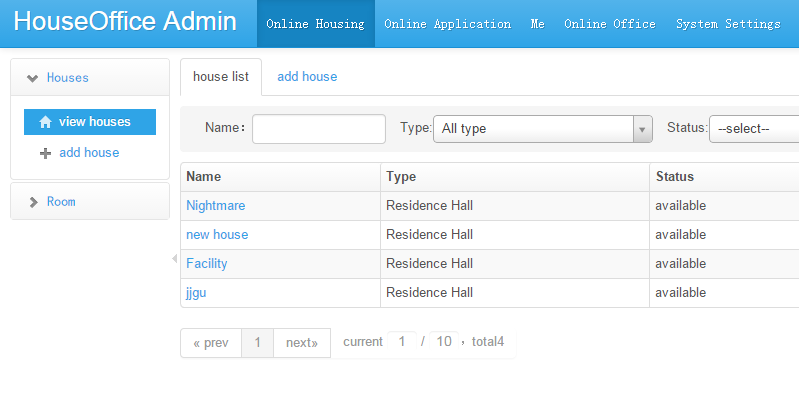 HouseOffice Admin Online Housing Online Application Me Online Office System Settings
Houses
view houses
add house
Room
house list add house
Name: Type: All type Status: --select--
Name Type Status
Nightmare Residence Hall available
new house Residence Hall available
Facility Residence Hall available
jjgu Residence Hall available
« prev 1 next» current 1 / 10 , total4